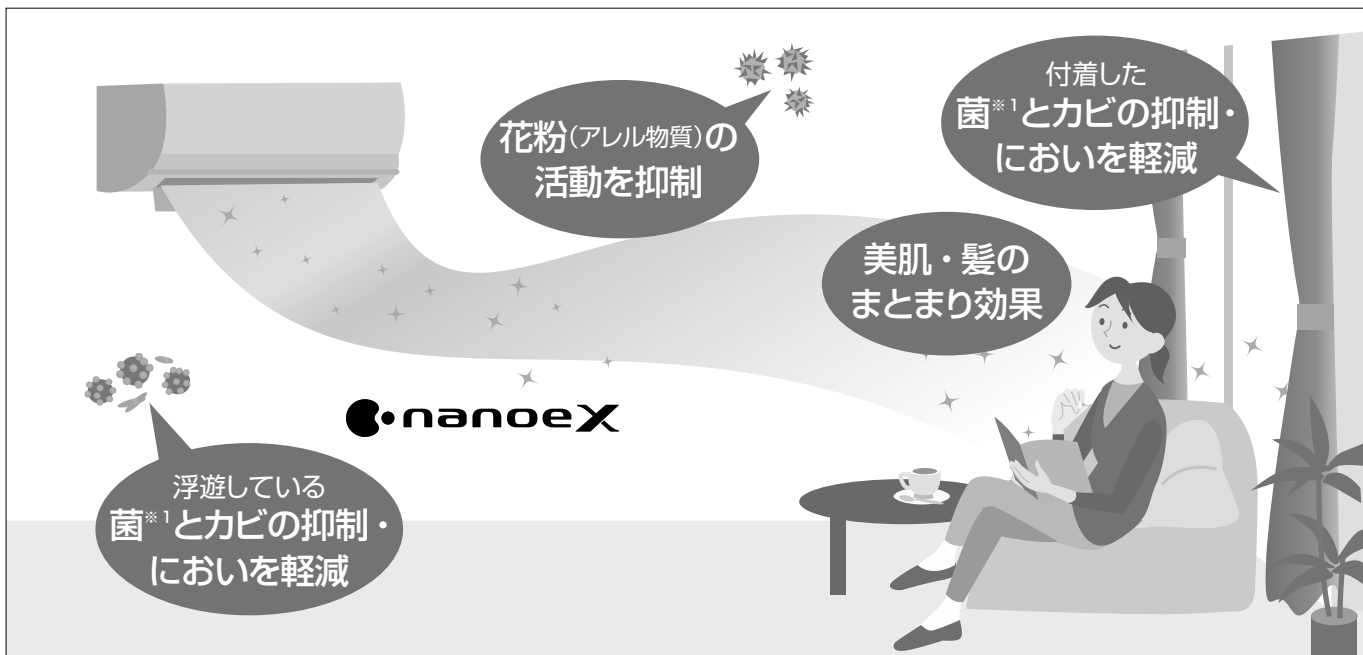 花粉(アレル物質)の
活動を抑制
付着した
菌※1とカビの抑制・
においを軽減
美肌・髪の
まとまり効果
nanoeX
浮遊している
菌※1とカビの抑制・
においを軽減